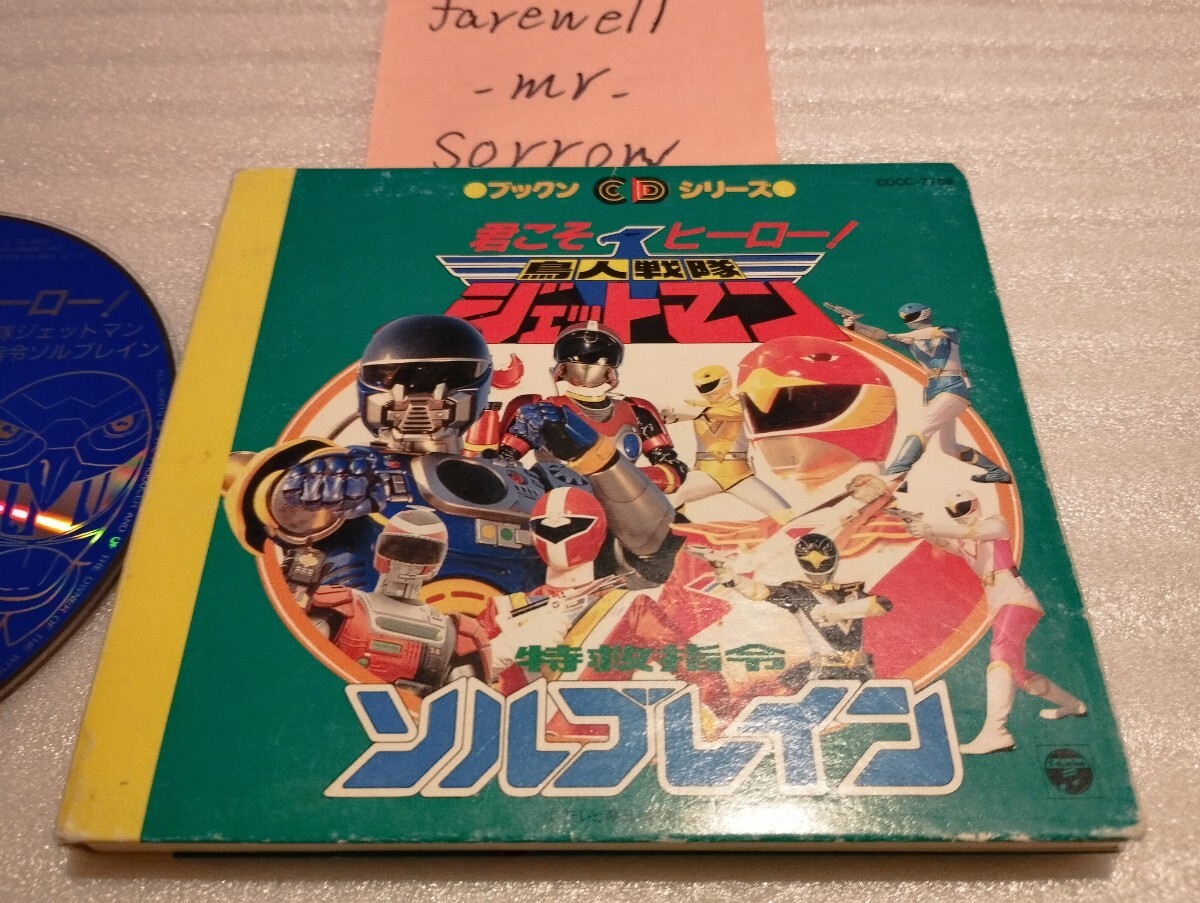 farewell
-mr-
sorrow
●ブックン CD シリーズ●
君こそヒーロー!
鳥人戦隊
ジェットマン
特救指令
ソルブレイン
ヒーロー!
隊ジェットマン
指令ソルブレイン